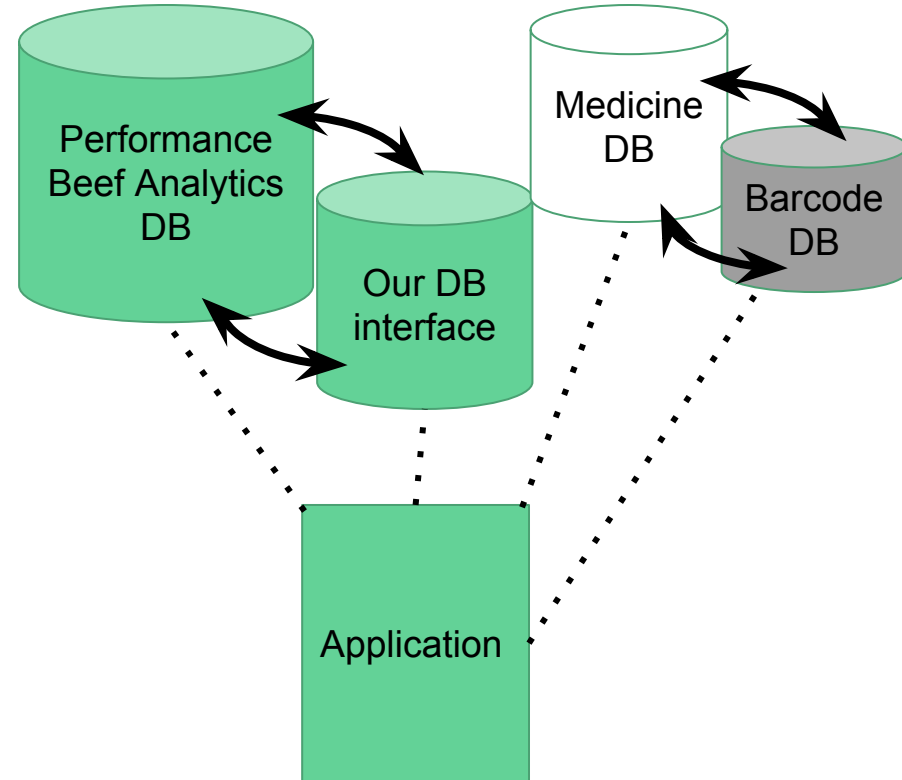 Performance
Beef Analytics
DB
Our DB
interface
Medicine
DB
Barcode
DB
Application